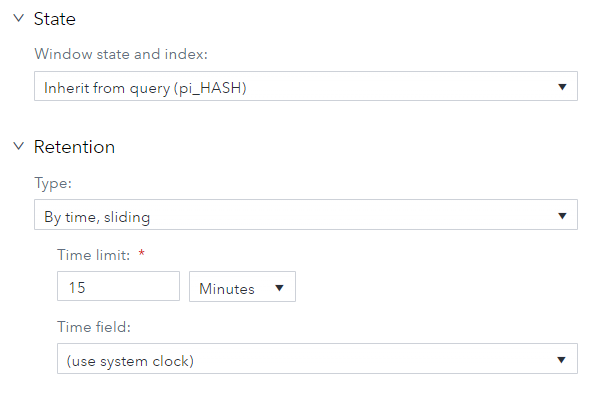 State
Window state and index:
Inherit from query (pi_HASH)
Retention
Type:
By time, sliding
Time limit: *
15 Minutes
Time field:
(use system clock)